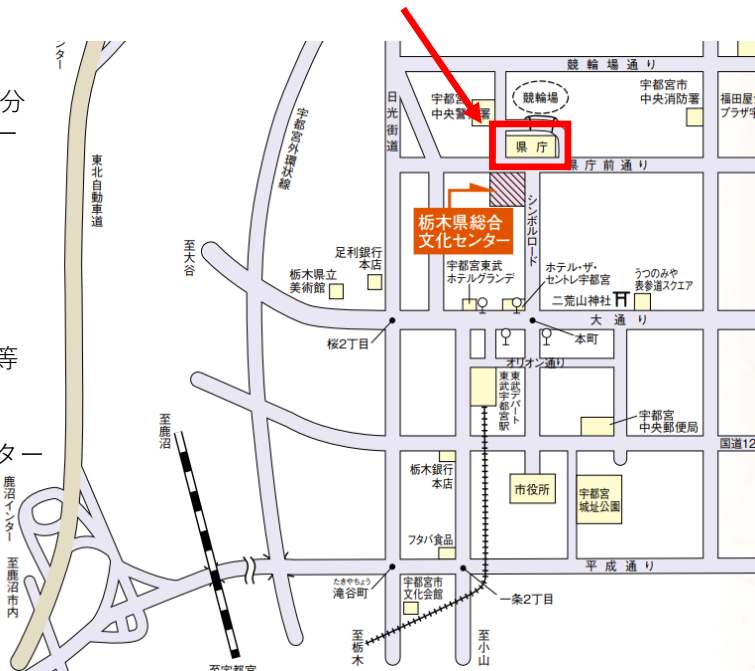 ンター
分
ー
等
ター
東北自動車道
宇都宮外環状線
至大谷
日光街道
競輪場通り
宇都宮
中央警察署
競輪場
宇都宮市
中央消防署
福田屋
プラザ宇
県庁
県庁前通り
栃木県総合
文化センター
シンボルロード
足利銀行
本店
栃木県立
美術館
宇都宮東武
ホテルグランデ
ホテル・ザ・
セントレ宇都宮
うつのみや
表参道スクエア
二荒山神社
大通り
桜2丁目
本町
オリオン通り
東武デパート
東武宇都宮駅
宇都宮
中央郵便局
国道12
至鹿沼
栃木銀行
本店
市役所
宇都宮
城址公園
鹿沼インター
至鹿沼市内
フタバ食品
平成通り
たきやちょう
滝谷町
宇都宮市
文化会館
一条2丁目
至栃木
至小山
至宇都宮